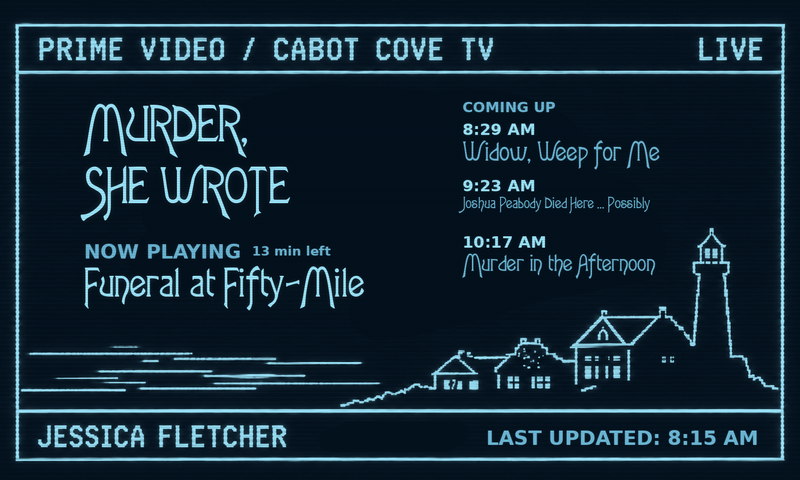 PRIME VIDEO / CABOT COVE TV
LIVE
MURDER,
SHE WROTE
NOW PLAYING 13 min left
Funeral at Fifty-Mile
COMING UP
8:29 AM
Widow, Weep for Me
9:23 AM
Joshua Peabody Died Here ... Possibly
10:17 AM
Murder in the Afternoon
JESSICA FLETCHER
LAST UPDATED: 8:15 AM